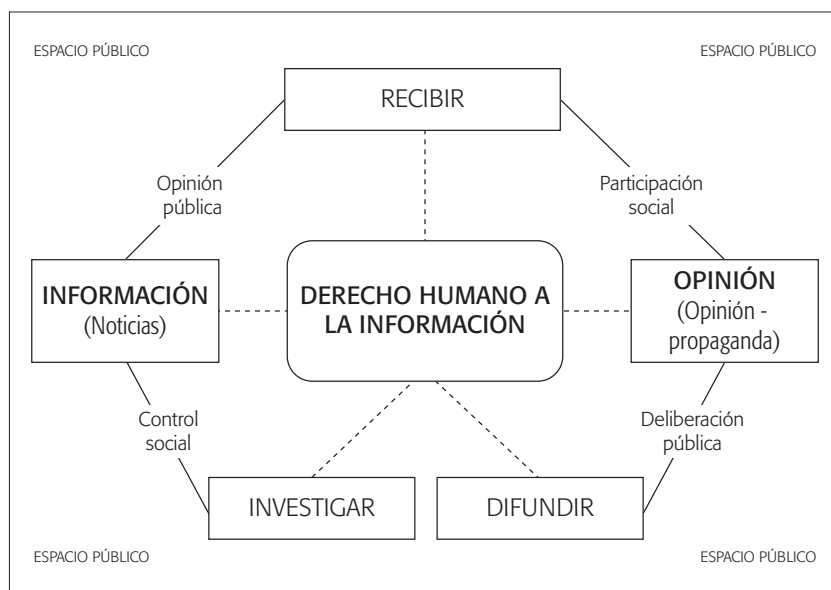 ESPACIO PÚBLICO
ESPACIO PÚBLICO
RECIBIR
Opinión
pública
Participación
social
INFORMACIÓN
(Noticias)
DERECHO HUMANO A
LA INFORMACIÓN
OPINIÓN
(Opinión -
propaganda)
Control
social
Deliberación
pública
INVESTIGAR
DIFUNDIR
ESPACIO PÚBLICO
ESPACIO PÚBLICO